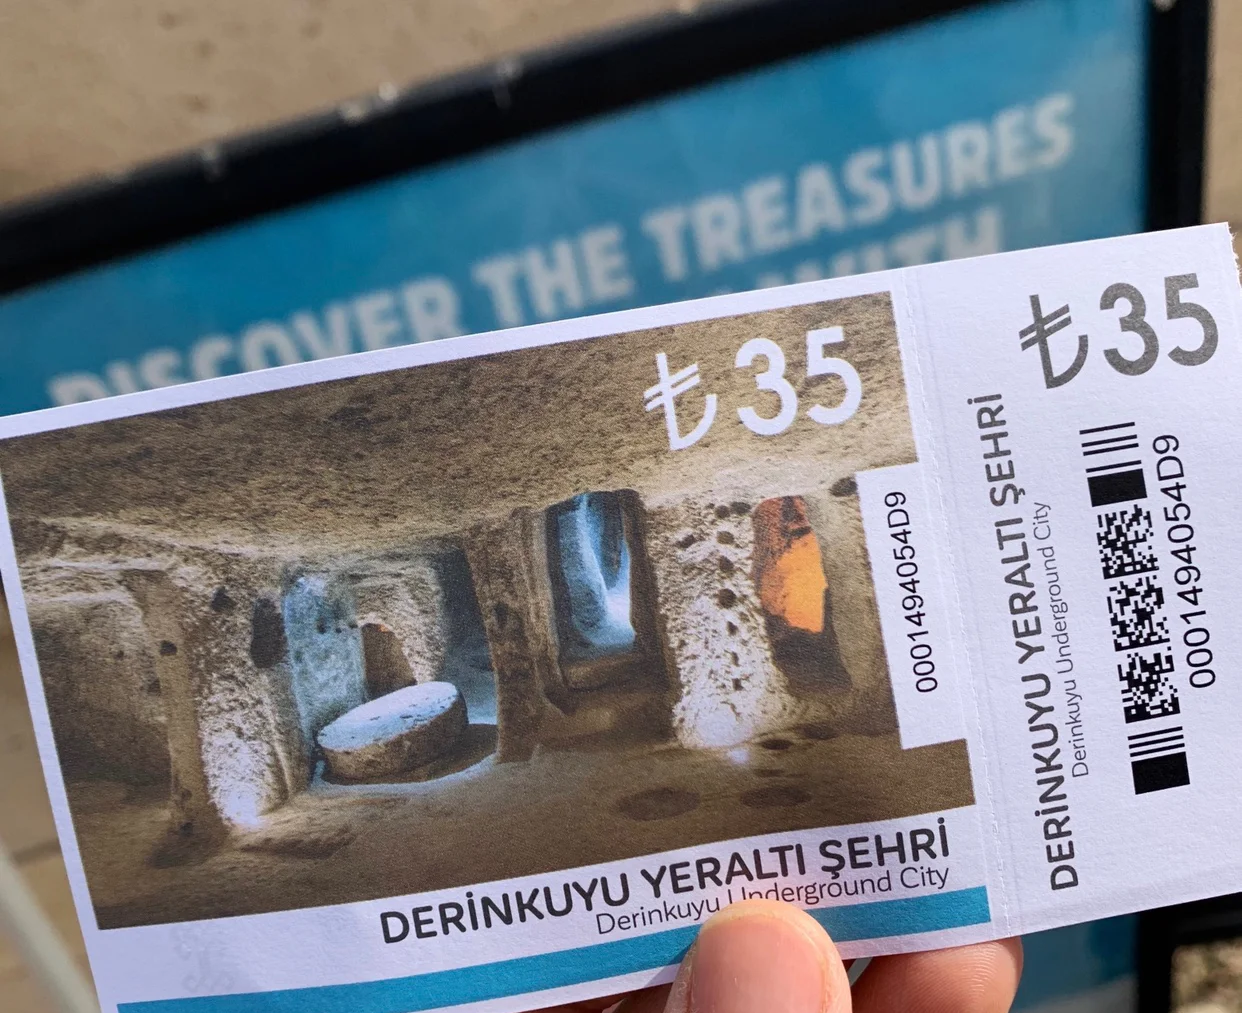 DISCOVER THE TREASURES
WITH
₺35
0001494054D9
DERİNKUYU YERALTI ŞEHRİ
Derinkuyu Underground City
₺35
DERİNKUYU YERALTI ŞEHRİ
Derinkuyu Underground City
0001494054D9